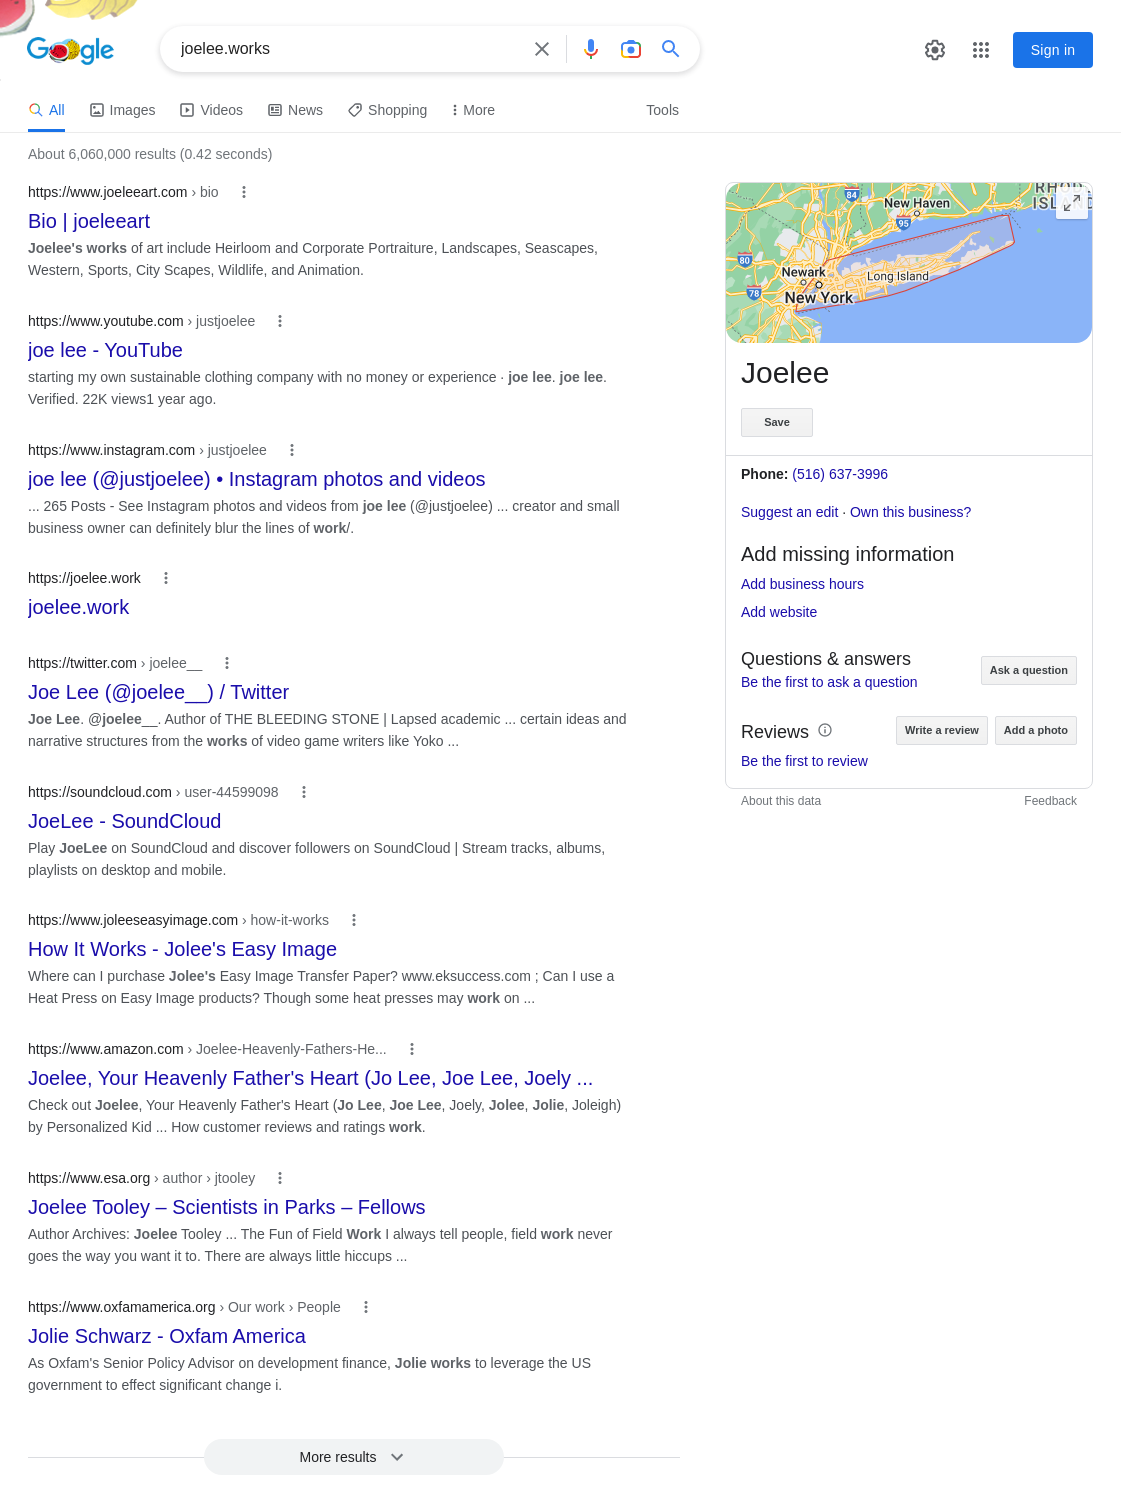 Google
joelee.works
Sign in
All
Images
Videos
News
Shopping
More
Tools
About 6,060,000 results (0.42 seconds)
https://www.joeleeart.com › bio
Bio | joeleeart
Joelee's works of art include Heirloom and Corporate Portraiture, Landscapes, Seascapes,
Western, Sports, City Scapes, Wildlife, and Animation.
https://www.youtube.com › justjoelee
joe lee - YouTube
starting my own sustainable clothing company with no money or experience · joe lee. joe lee.
Verified. 22K views1 year ago.
https://www.instagram.com › justjoelee
joe lee (@justjoelee) • Instagram photos and videos
... 265 Posts - See Instagram photos and videos from joe lee (@justjoelee) ... creator and small
business owner can definitely blur the lines of work/.
https://joelee.work
joelee.work
https://twitter.com › joelee__
Joe Lee (@joelee__) / Twitter
Joe Lee. @joelee__. Author of THE BLEEDING STONE | Lapsed academic ... certain ideas and
narrative structures from the works of video game writers like Yoko ...
https://soundcloud.com › user-44599098
JoeLee - SoundCloud
Play JoeLee on SoundCloud and discover followers on SoundCloud | Stream tracks, albums,
playlists on desktop and mobile.
https://www.joleeseasyimage.com › how-it-works
How It Works - Jolee's Easy Image
Where can I purchase Jolee's Easy Image Transfer Paper? www.eksuccess.com ; Can I use a
Heat Press on Easy Image products? Though some heat presses may work on ...
https://www.amazon.com › Joelee-Heavenly-Fathers-He...
Joelee, Your Heavenly Father's Heart (Jo Lee, Joe Lee, Joely ...
Check out Joelee, Your Heavenly Father's Heart (Jo Lee, Joe Lee, Joely, Jolee, Jolie, Joleigh)
by Personalized Kid ... How customer reviews and ratings work.
https://www.esa.org › author › jtooley
Joelee Tooley – Scientists in Parks – Fellows
Author Archives: Joelee Tooley ... The Fun of Field Work I always tell people, field work never
goes the way you want it to. There are always little hiccups ...
https://www.oxfamamerica.org › Our work › People
Jolie Schwarz - Oxfam America
As Oxfam's Senior Policy Advisor on development finance, Jolie works to leverage the US
government to effect significant change i.
More results
84
New Haven
95
80
Newark
Long Island
78
New York
Joelee
Save
Phone: (516) 637-3996
Suggest an edit · Own this business?
Add missing information
Add business hours
Add website
Questions & answers
Be the first to ask a question
Ask a question
Reviews
Write a review
Add a photo
Be the first to review
About this data
Feedback